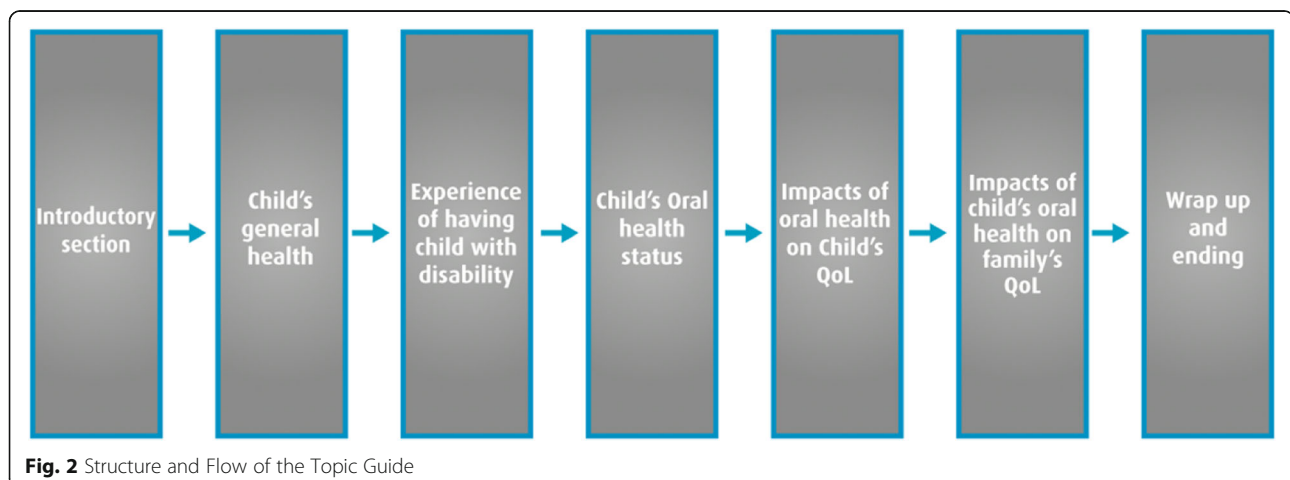 Introductory
section
Child's
general
health
Experience
of having
child with
disability
Child's Oral
health
status
Impacts of
oral health
on Child's
QoL
Impacts of
child's oral
health on
family's
QoL
Wrap up
and
ending
Fig. 2 Structure and Flow of the Topic Guide